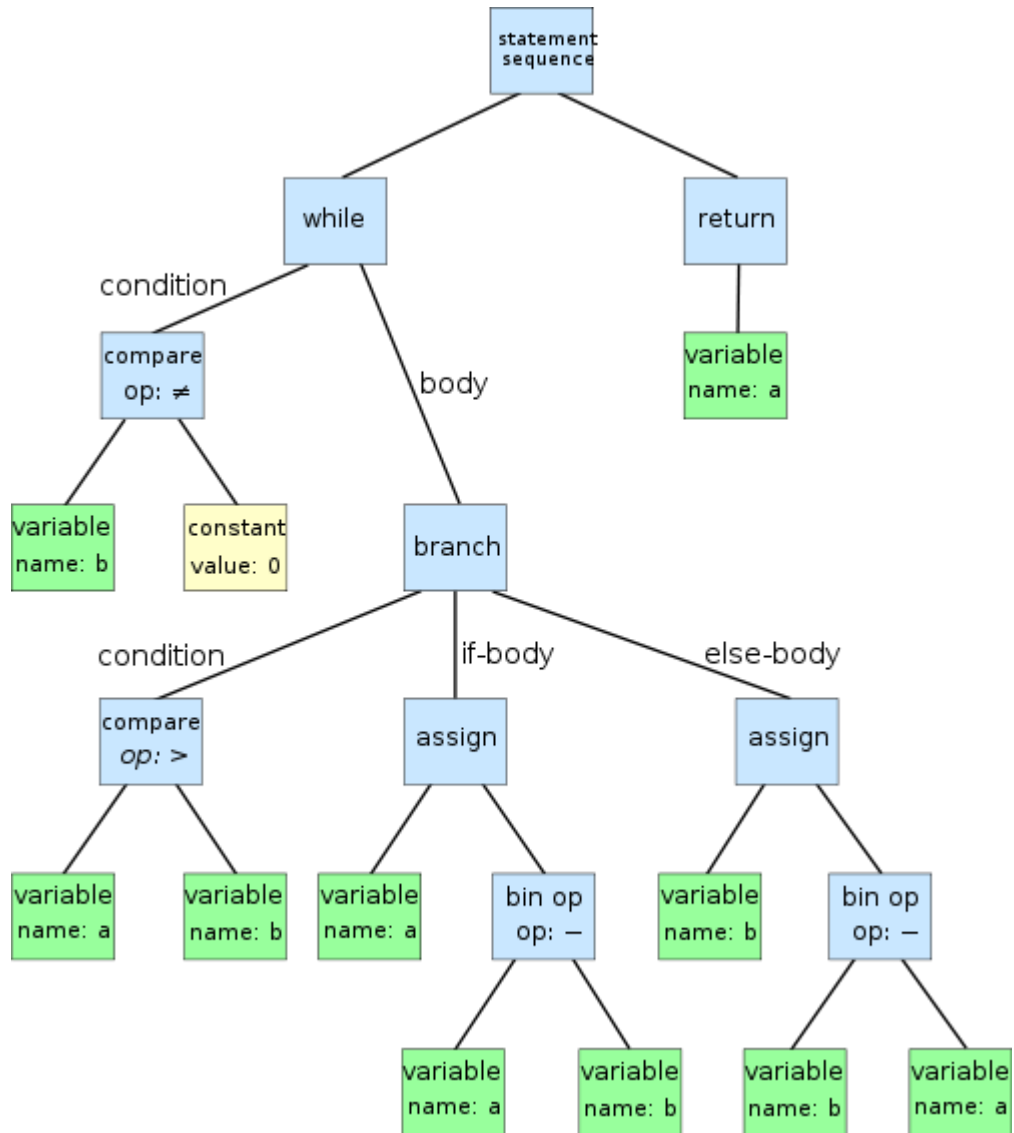 statement
sequence
while
return
condition
compare
op: ≠
body
variable
name: a
variable
name: b
constant
value: 0
branch
condition
if-body
else-body
compare
op: >
assign
assign
variable
name: a
variable
name: b
variable
name: a
bin op
op: −
variable
name: b
bin op
op: −
variable
name: a
variable
name: b
variable
name: b
variable
name: a